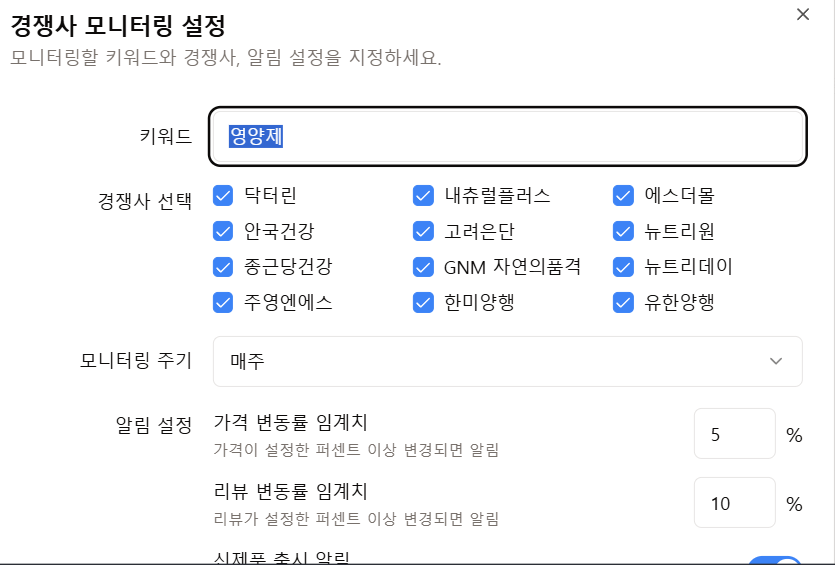 경쟁사 모니터링 설정
모니터링할 키워드와 경쟁사, 알림 설정을 지정하세요.
키워드 영양제
경쟁사 선택 닥터린 내츄럴플러스 에스더몰
안국건강 고려은단 뉴트리원
종근당건강 GNM 자연의품격 뉴트리데이
주영엔에스 한미양행 유한양행
모니터링 주기 매주
알림 설정 가격 변동률 임계치 5 %
가격이 설정한 퍼센트 이상 변경되면 알림
리뷰 변동률 임계치 10 %
리뷰가 설정한 퍼센트 이상 변경되면 알림
신제품 출시 알림